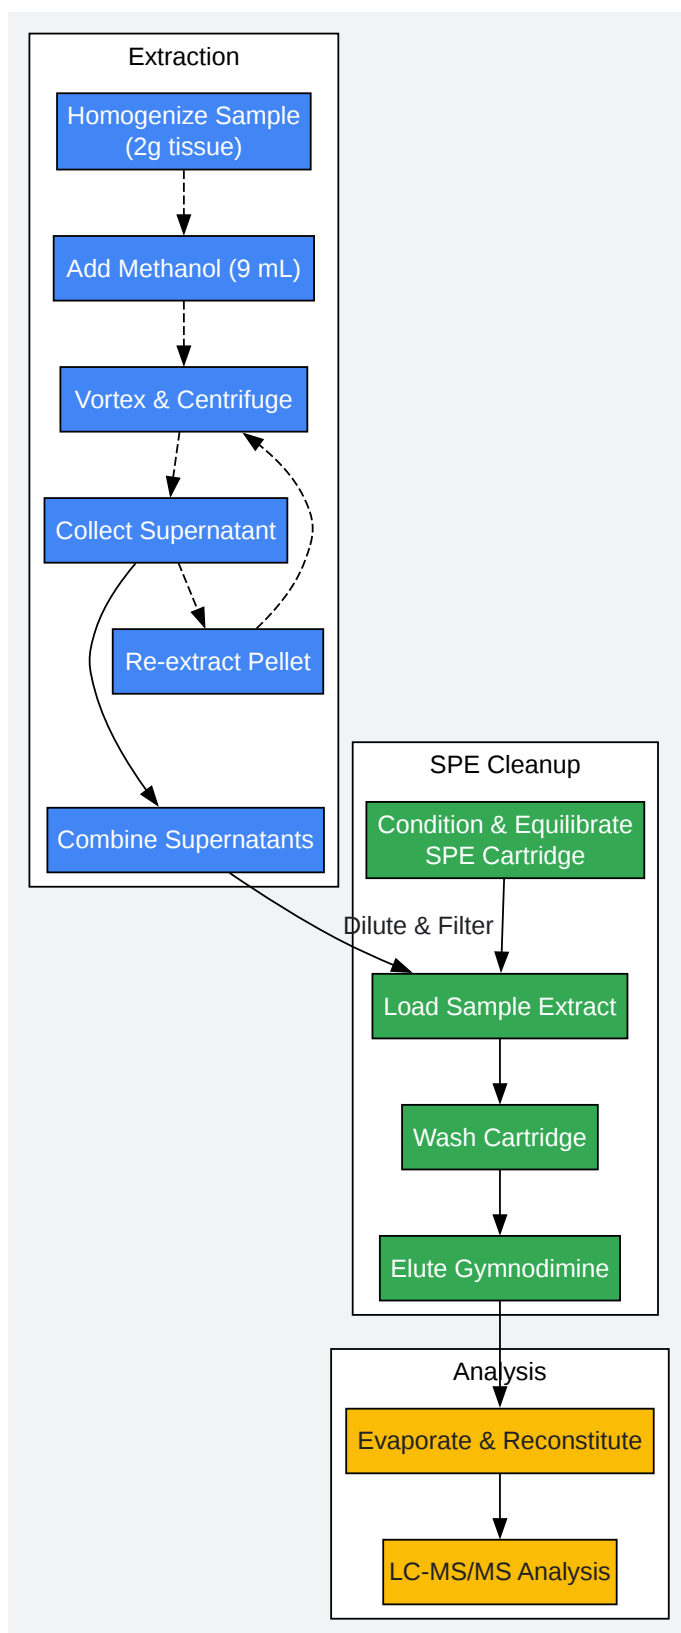 Extraction
Homogenize Sample
(2g tissue)
Add Methanol (9 mL)
Vortex & Centrifuge
Collect Supernatant
Re-extract Pellet
Combine Supernatants
SPE Cleanup
Condition & Equilibrate
SPE Cartridge
Dilute & Filter
Load Sample Extract
Wash Cartridge
Elute Gymnodimine
Analysis
Evaporate & Reconstitute
LC-MS/MS Analysis